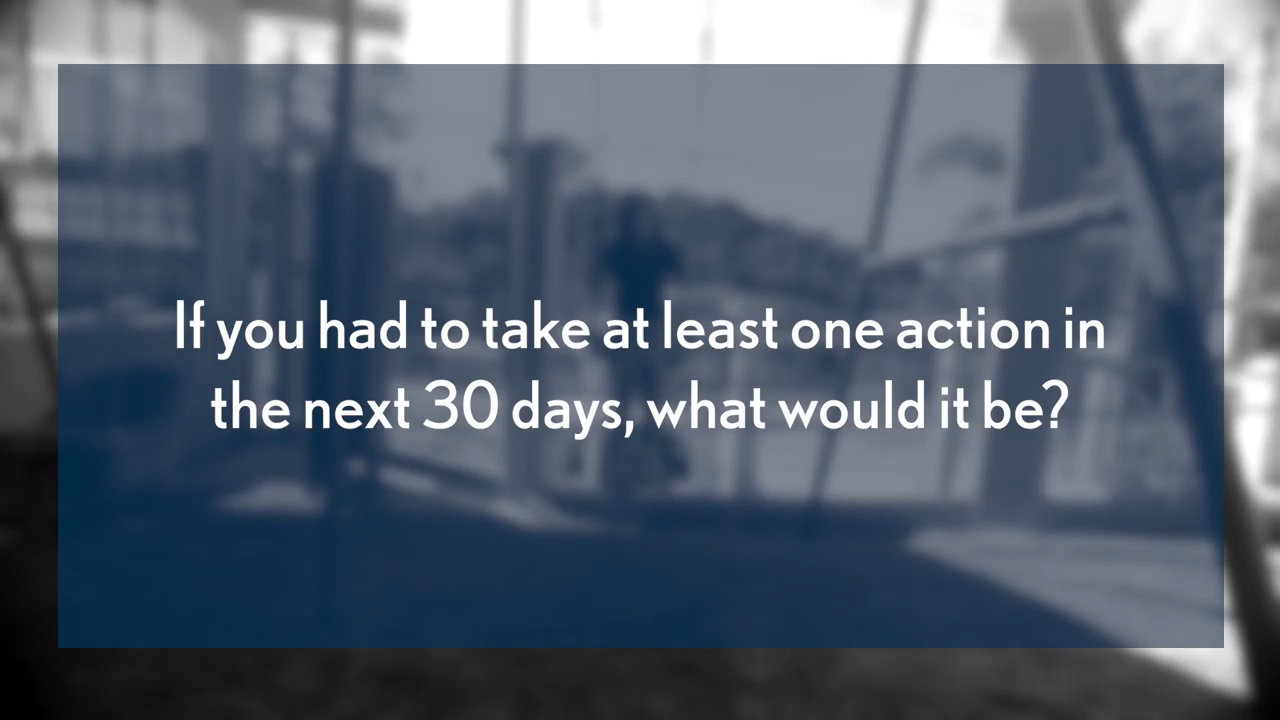 If you had to take at least one action in
the next 30 days, what would it be?